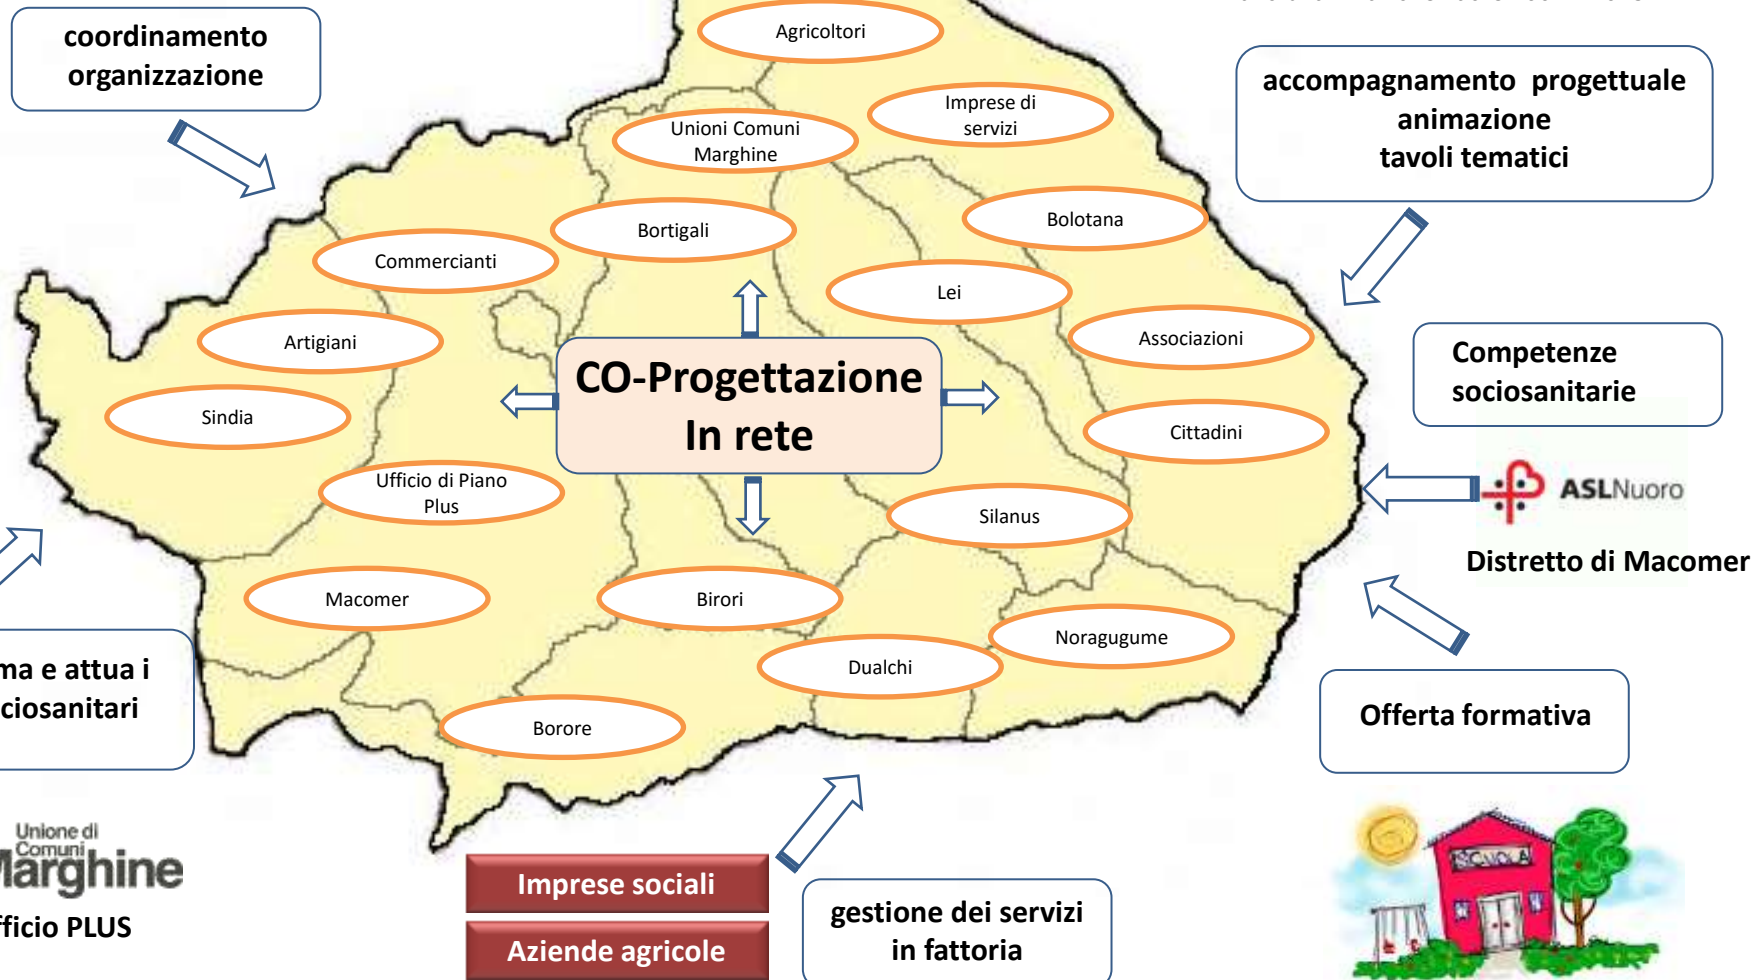 coordinamento
organizzazione
Agricoltori
Imprese di
servizi
Unioni Comuni
Marghine
accompagnamento progettuale
animazione
tavoli tematici
Bortigali
Bolotana
Commercianti
Lei
Artigiani
Associazioni
CO-Progettazione
In rete
Competenze
sociosanitarie
Sindia
Cittadini
Ufficio di Piano
Plus
Silanus
ASLNuoro
Distretto di Macomer
Macomer
Birori
Noragugume
Dualchi
ma e attua i
ciosanitari
Borore
Offerta formativa
Unione di
Comuni
Marghine
fficio PLUS
Imprese sociali
Aziende agricole
gestione dei servizi
in fattoria
SCUOLA